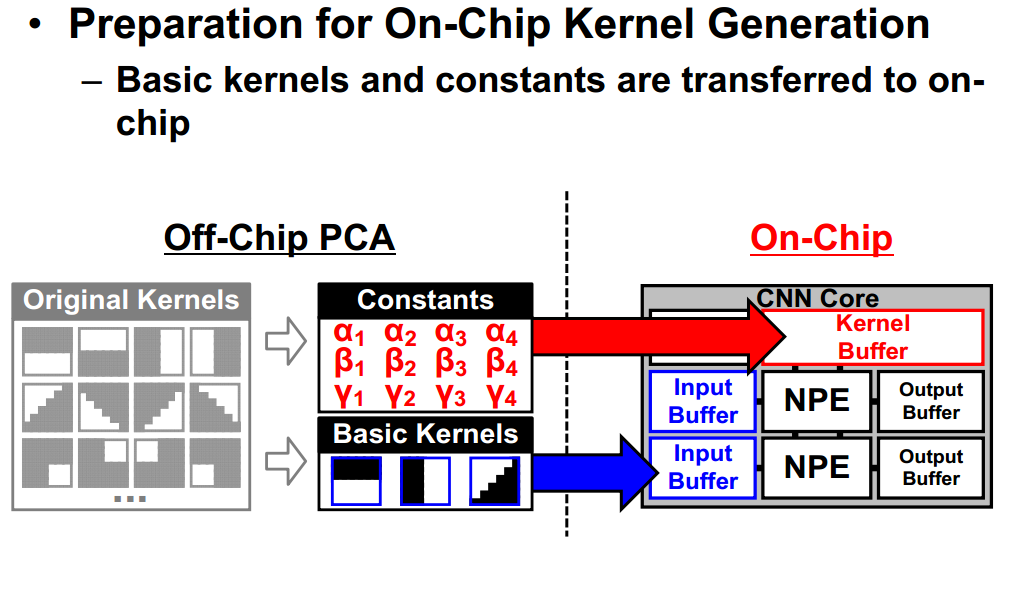 • Preparation for On-Chip Kernel Generation
– Basic kernels and constants are transferred to on-
chip
Off-Chip PCA
On-Chip
Original Kernels
...
Constants
α1 α2 α3 α4
β1 β2 β3 β4
γ1 γ2 γ3 γ4
Basic Kernels
CNN Core
Kernel
Buffer
Input
Buffer
NPE
Output
Buffer
Input
Buffer
NPE
Output
Buffer